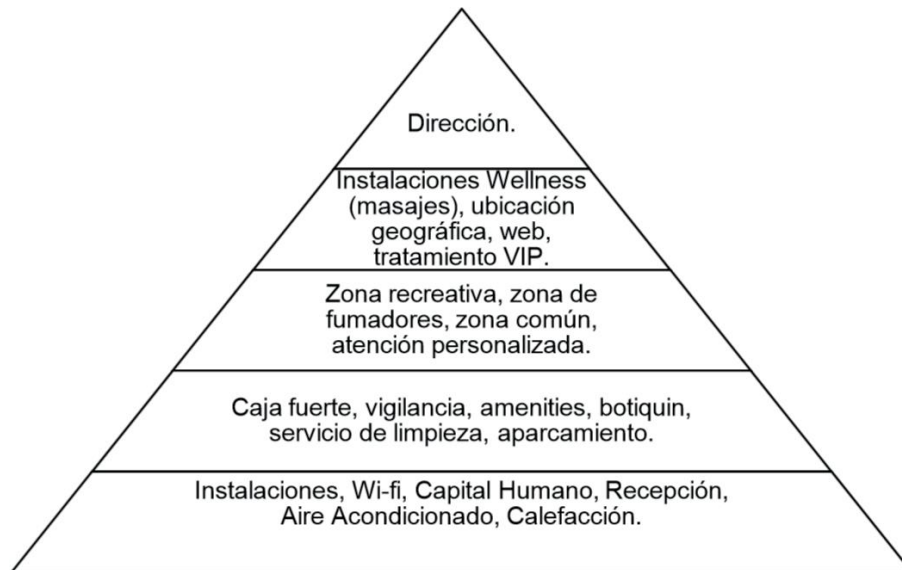 Dirección.
Instalaciones Wellness
(masajes), ubicación
geográfica, web,
tratamiento VIP.
Zona recreativa, zona de
fumadores, zona común,
atención personalizada.
Caja fuerte, vigilancia, amenities, botiquin,
servicio de limpieza, aparcamiento.
Instalaciones, Wi-fi, Capital Humano, Recepción,
Aire Acondicionado, Calefacción.